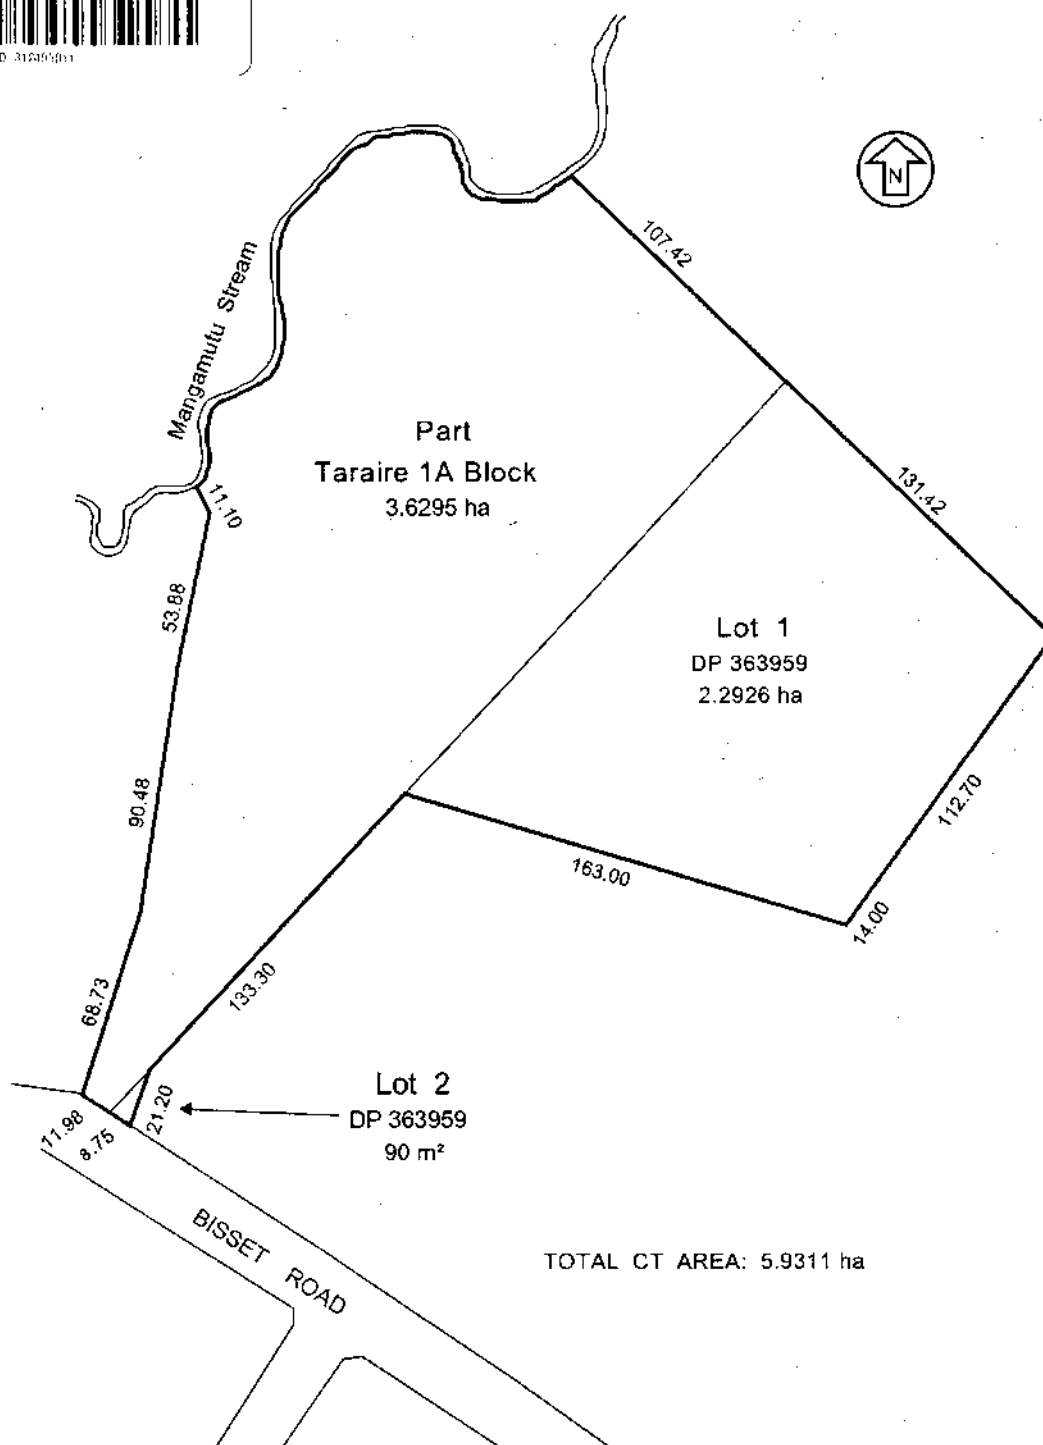 N
107.42
Mangamutu Stream
Part
Taraire 1A Block
3.6295 ha
11.10
131.42
53.88
Lot 1
DP 363959
2.2926 ha
90.48
112.70
163.00
14.00
68.73
133.30
Lot 2
DP 363959
90 m²
21.20
11.98
8.75
BISSET ROAD
TOTAL CT AREA: 5.9311 ha